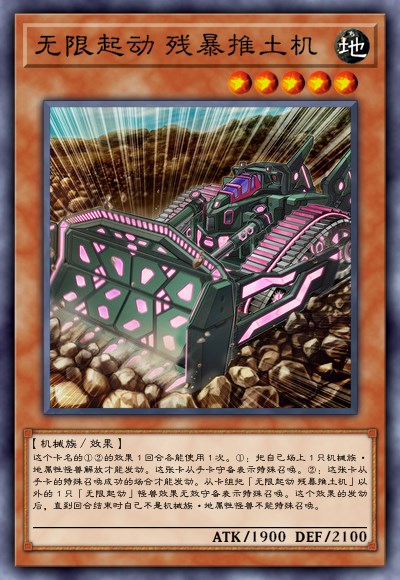 无限起动 残暴推土机
地
【机械族／效果】
这个卡名的①②的效果1回合各能使用1次。①：把自己场上1只机械族·
地属性怪兽解放才能发动。这张卡从手卡守备表示特殊召唤。②：这张卡从
手卡的特殊召唤成功的场合才能发动。从卡组把「无限起动 残暴推土机」以
外的1只「无限起动」怪兽效果无效守备表示特殊召唤。这个效果的发动
后，直到回合结束时自己不是机械族·地属性怪兽不能特殊召唤。
ATK/1900 DEF/2100